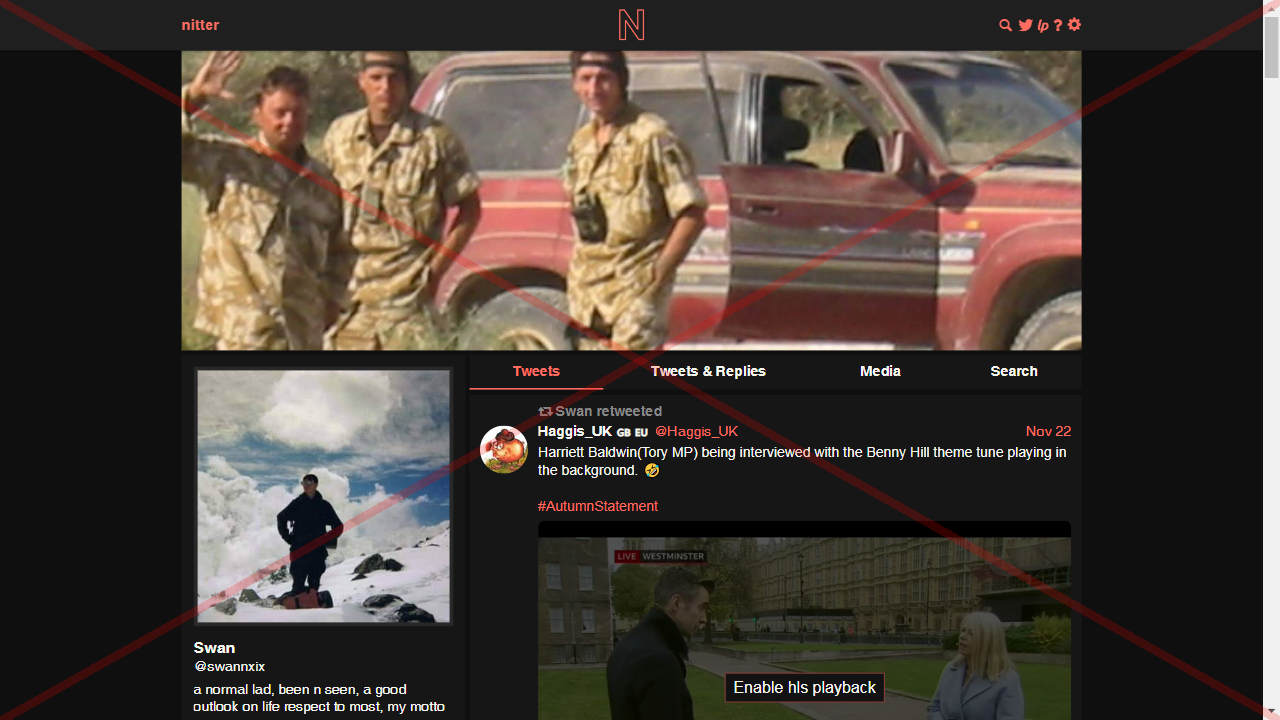 nitter
N
lp ?
Tweets
Tweets & Replies
Media
Search
Swan retweeted
Haggis_UK GB EU @Haggis_UK
Nov 22
Harriett Baldwin(Tory MP) being interviewed with the Benny Hill theme tune playing in
the background. 🤣
#AutumnStatement
LIVE WESTMINSTER
Enable hls playback
Swan
@swannxix
a normal lad, been n seen, a good
outlook on life respect to most, my motto